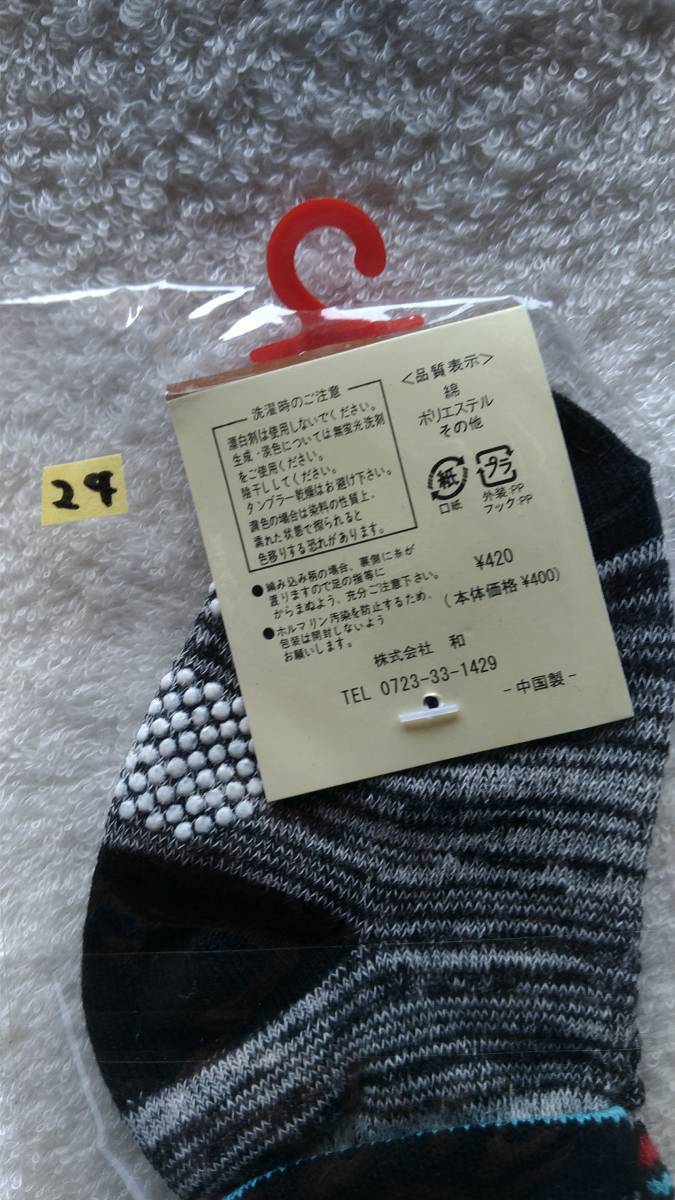 24
洗濯時のご注意
漂白剤は使用しないでください。
生成・淡色については無蛍光洗剤
をご使用ください。
陰干ししてください。
タンブラー乾燥はお避け下さい。
濃色の場合は染料の性質上、
濡れた状態で擦られると
色移りする恐れがあります。
●編み込み柄の場合、裏側に糸が
渡りますので足の指等に
からまぬよう、充分ご注意下さい。
●ホルマリン汚染を防止するため、
包装は開封しないよう
お願いします。
<品質表示>
綿
ポリエステル
その他
紙
口紙
プラ
外装:PP
フック:PP
¥420
(本体価格 ¥400)
株式会社 和
TEL 0723-33-1429
-中国製-